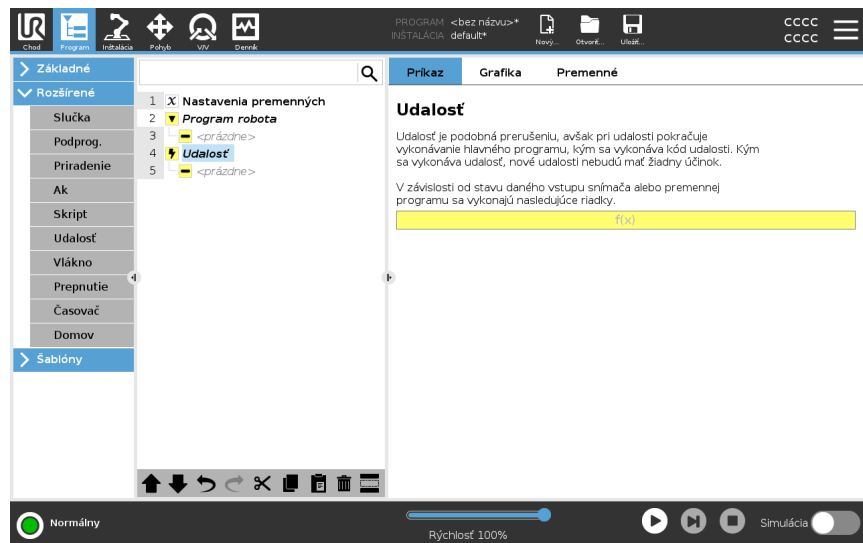 PROGRAM <bez názvu>*
INŠTALÁCIA default*
Chod
Program
Inštalácia
Pohyb
V/V
Denník
Nový...
Otvoriť...
Uložiť...
CCCC
CCCC
Základné
Rozšírené
Slučka
Podprog.
Priradenie
Ak
Skript
Udalosť
Vlákno
Prepnutie
Časovač
Domov
Šablóny
1 X Nastavenia premenných
2 Program robota
3 <prázdne>
4 Udalosť
5 <prázdne>
Príkaz Grafika Premenné
Udalosť
Udalosť je podobná prerušeniu, avšak pri udalosti pokračuje
vykonávanie hlavného programu, kým sa vykonáva kód udalosti. Kým
sa vykonáva udalosť, nové udalosti nebudú mať žiadny účinok.
V závislosti od stavu daného vstupu snímača alebo premennej
programu sa vykonajú nasledujúce riadky.
f(x)
Normálny
Rýchlosť 100%
Simulácia